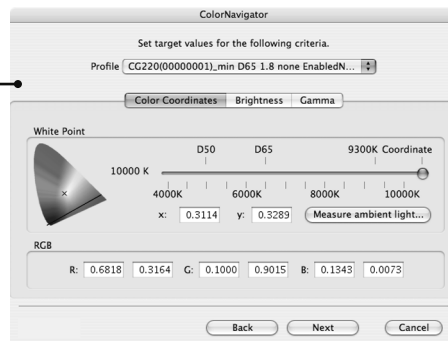 ColorNavigator
Set target values for the following criteria.
Profile CG220(00000001)_min D65 1.8 none EnabledN...
Color Coordinates Brightness Gamma
White Point
D50 D65 9300K Coordinate
10000 K
4000K 6000K 8000K 10000K
x: 0.3114 y: 0.3289 Measure ambient light...
RGB
R: 0.6818 0.3164 G: 0.1000 0.9015 B: 0.1343 0.0073
Back Next Cancel